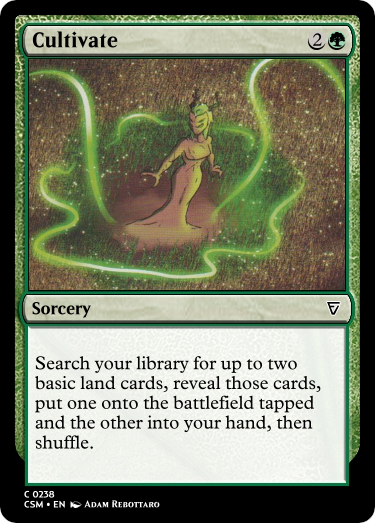 Cultivate 2
Sorcery
Search your library for up to two
basic land cards, reveal those cards,
put one onto the battlefield tapped
and the other into your hand, then
shuffle.
C 0238
CSM • EN Adam Rebottaro